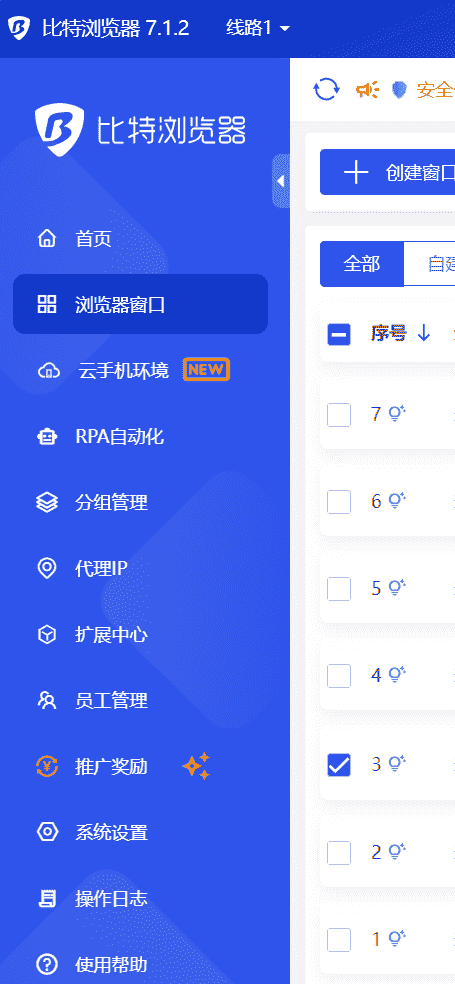 比特浏览器 7.1.2 线路1
比特浏览器
安全
创建窗口
首页
全部 自建
浏览器窗口
序号
云手机环境 NEW
7
RPA自动化
6
分组管理
代理IP
5
扩展中心
4
员工管理
推广奖励
3
系统设置
2
操作日志
1
使用帮助